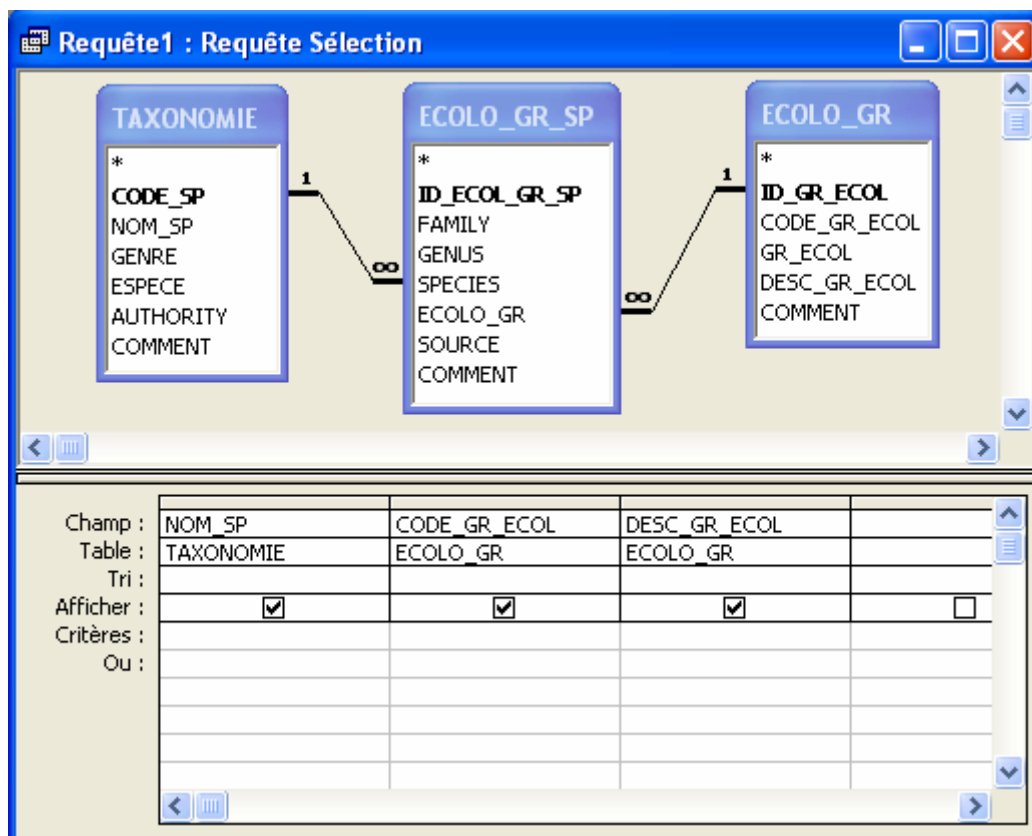 Requête1 : Requête Sélection
TAXONOMIE
*
CODE_SP
NOM_SP
GENRE
ESPECE
AUTHORITY
COMMENT
1
∞
ECOLO_GR_SP
*
ID_ECOL_GR_SP
FAMILY
GENUS
SPECIES
ECOLO_GR
SOURCE
COMMENT
∞
1
ECOLO_GR
*
ID_GR_ECOL
CODE_GR_ECOL
GR_ECOL
DESC_GR_ECOL
COMMENT
Champ : NOM_SP CODE_GR_ECOL DESC_GR_ECOL
Table : TAXONOMIE ECOLO_GR ECOLO_GR
Tri :
Afficher :
Critères :
Ou :